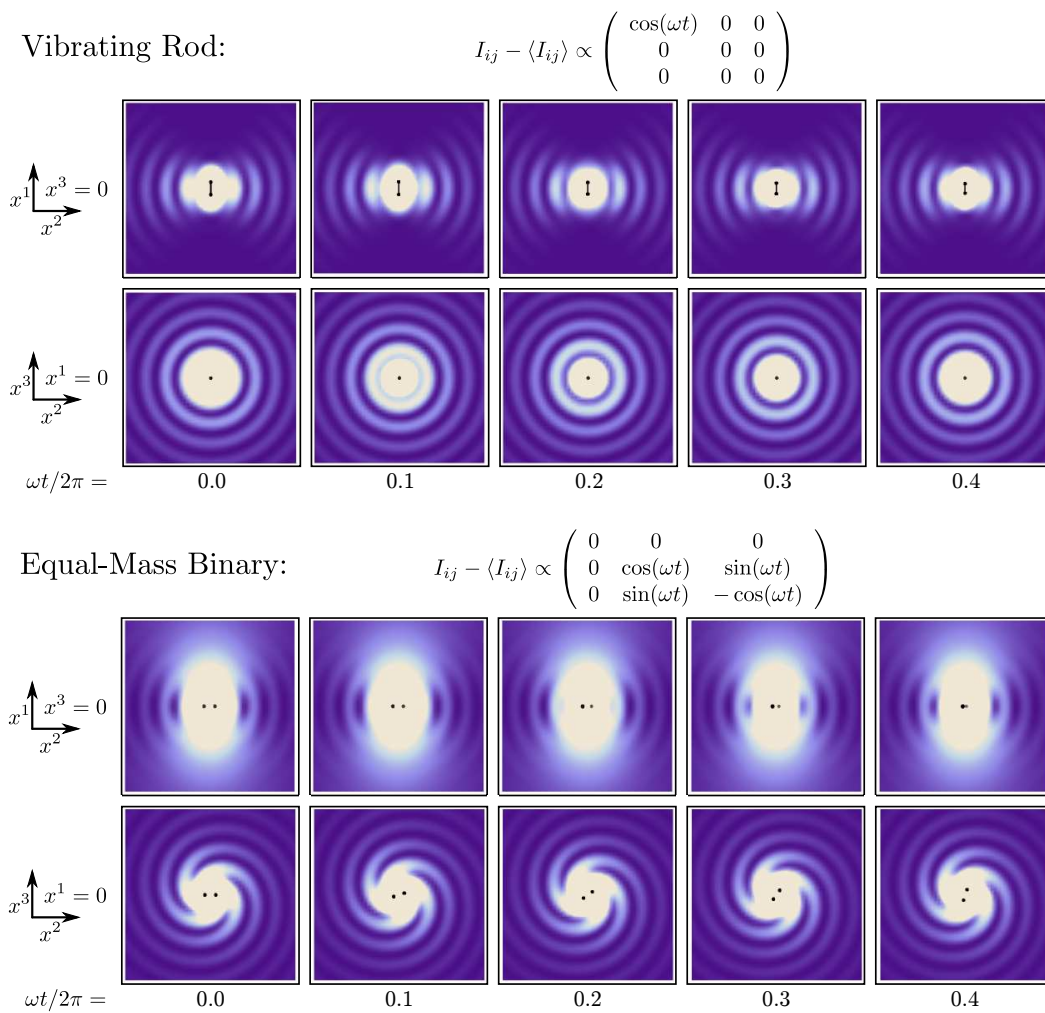 Vibrating Rod:
I_{ij} − ⟨I_{ij}⟩ ∝ ( cos(ωt) 0 0
0 0 0
0 0 0 )
x^1 x^3 = 0
x^2
x^3 x^1 = 0
x^2
ωt/2π = 0.0 0.1 0.2 0.3 0.4
Equal-Mass Binary:
I_{ij} − ⟨I_{ij}⟩ ∝ ( 0 0 0
0 cos(ωt) sin(ωt)
0 sin(ωt) − cos(ωt) )
x^1 x^3 = 0
x^2
x^3 x^1 = 0
x^2
ωt/2π = 0.0 0.1 0.2 0.3 0.4